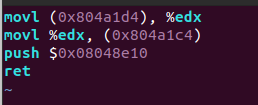 movl (0x804a1d4), %edx
movl %edx, (0x804a1c4)
push $0x08048e10
ret
~